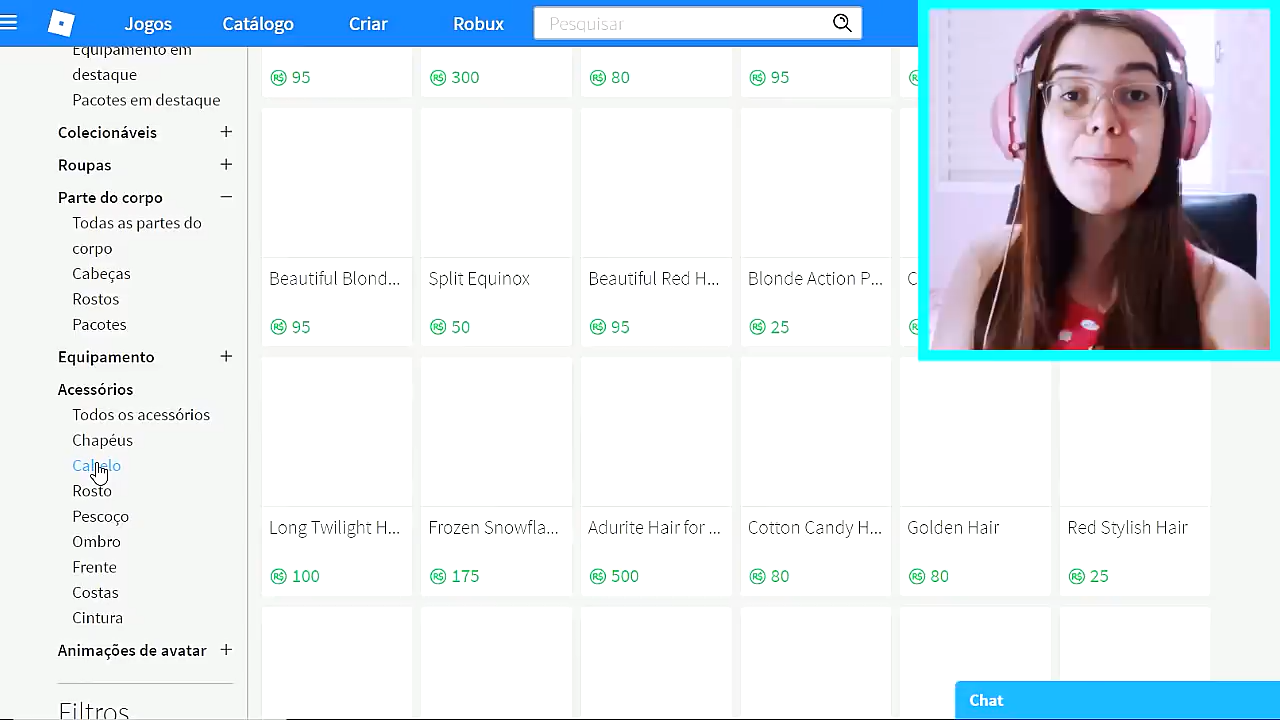 Jogos Catálogo Criar Robux Pesquisar
Equipamento em
destaque
Pacotes em destaque
Colecionáveis +
Roupas +
Parte do corpo −
Todas as partes do
corpo
Cabeças
Rostos
Pacotes
Equipamento +
Acessórios
Todos os acessórios
Chapéus
Cabelo
Rosto
Pescoço
Ombro
Frente
Costas
Cintura
Animações de avatar +
Filtros
R$ 95 R$ 300 R$ 80 R$ 95
Beautiful Blond... Split Equinox Beautiful Red H... Blonde Action P... C
R$ 95 R$ 50 R$ 95 R$ 25
Long Twilight H... Frozen Snowfla... Adurite Hair for ... Cotton Candy H... Golden Hair Red Stylish Hair
R$ 100 R$ 175 R$ 500 R$ 80 R$ 80 R$ 25
Chat